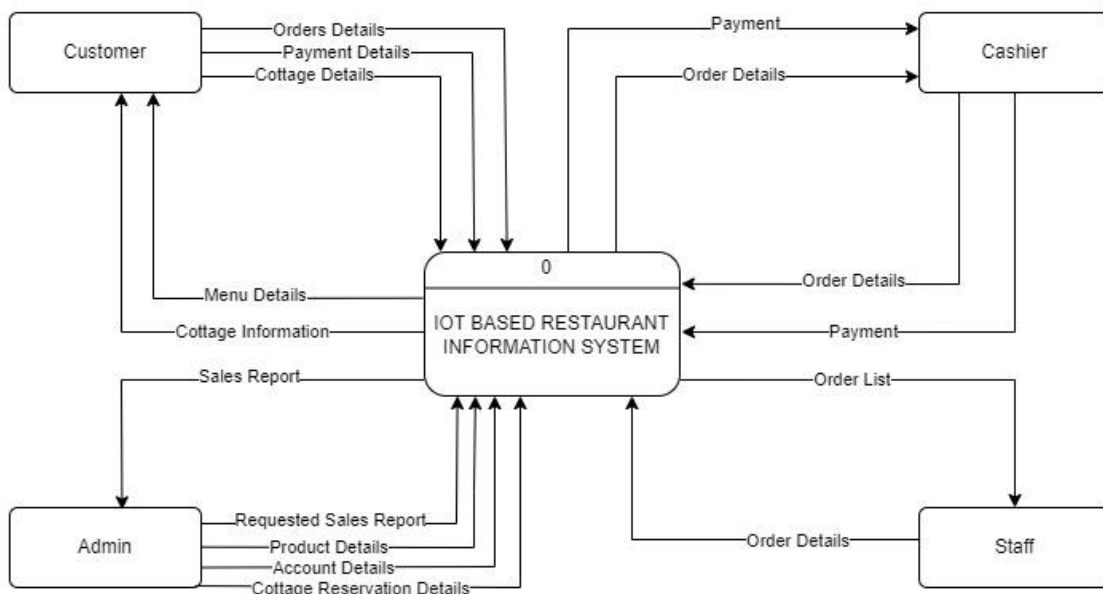 Orders Details
Payment
Customer
Payment Details
Cashier
Cottage Details
Order Details
0
Menu Details
Order Details
IOT BASED RESTAURANT
INFORMATION SYSTEM
Cottage Information
Payment
Sales Report
Order List
Requested Sales Report
Admin
Product Details
Order Details
Staff
Account Details
Cottage Reservation Details